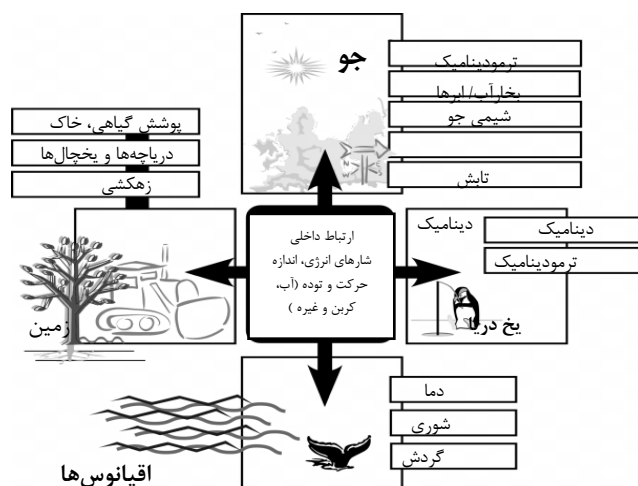 جو
ترمودینامیک
بخارآب/ ابرها
شیمی جو
تابش
پوشش گیاهی، خاک
دریاچه‌ها و یخچال‌ها
زهکشی
زمین
ارتباط داخلی
شارهای انرژی، اندازه
حرکت و توده (آب،
کربن و غیره )
دینامیک
دینامیک
ترمودینامیک
یخ دریا
دما
شوری
گردش
اقیانوس‌ها